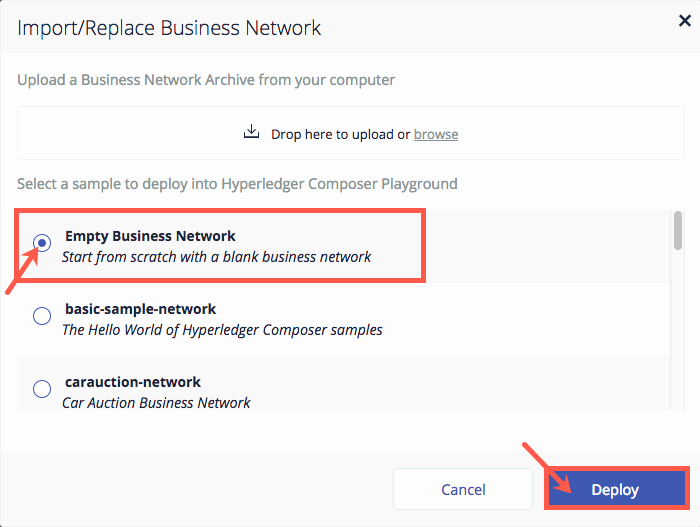 Import/Replace Business Network
Upload a Business Network Archive from your computer
Drop here to upload or browse
Select a sample to deploy into Hyperledger Composer Playground
Empty Business Network
Start from scratch with a blank business network
basic-sample-network
The Hello World of Hyperledger Composer samples
carauction-network
Car Auction Business Network
Cancel
Deploy